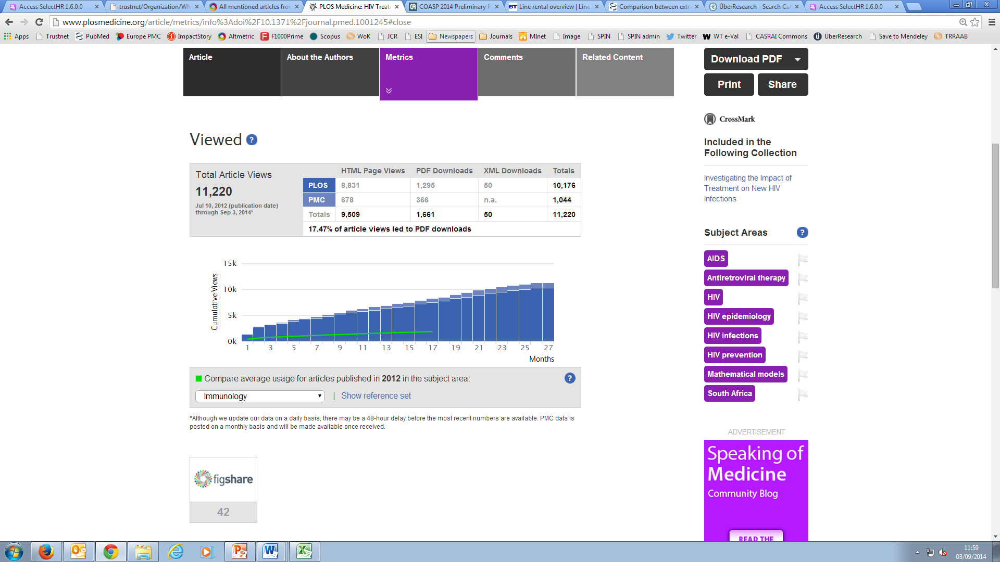 Access SelectHR 1.6.0.0
trustnet/Organization/Wh
All mentioned articles fro
PLOS Medicine: HIV Treat
COASP 2014 Preliminary P
Line rental overview | Line
Comparison between extr
ÜberResearch - Search Ca
Access SelectHR 1.6.0.0
www.plosmedicine.org/article/metrics/info%3Adoi%2F10.1371%2Fjournal.pmed.1001245#close
Apps Trustnet PubMed Europe PMC ImpactStory Altmetric F1000Prime Scopus WoK JCR ESI Newspapers Journals MInet Image SPIN SPIN admin Twitter WT e-Val CASRAI Commons ÜberResearch Save to Mendeley TRRAAB
Article About the Authors Metrics Comments Related Content
Download PDF
Print Share
CrossMark
Included in the
Following Collection
Investigating the Impact of
Treatment on New HIV
Infections
Viewed ?
Total Article Views
11,220
Jul 10, 2012 (publication date)
through Sep 3, 2014*
HTML Page Views PDF Downloads XML Downloads Totals
PLOS 8,831 1,295 50 10,176
PMC 678 366 n.a. 1,044
Totals 9,509 1,661 50 11,220
17.47% of article views led to PDF downloads
Cumulative Views
15k
10k
5k
0k
1 3 5 7 9 11 13 15 17 19 21 23 25 27
Months
Compare average usage for articles published in 2012 in the subject area: ?
Immunology | Show reference set
*Although we update our data on a daily basis, there may be a 48-hour delay before the most recent numbers are available. PMC data is
posted on a monthly basis and will be made available once received.
figshare
42
Subject Areas ?
AIDS
Antiretroviral therapy
HIV
HIV epidemiology
HIV infections
HIV prevention
Mathematical models
South Africa
ADVERTISEMENT
Speaking of
Medicine
Community Blog
READ THE
11:59
03/09/2014